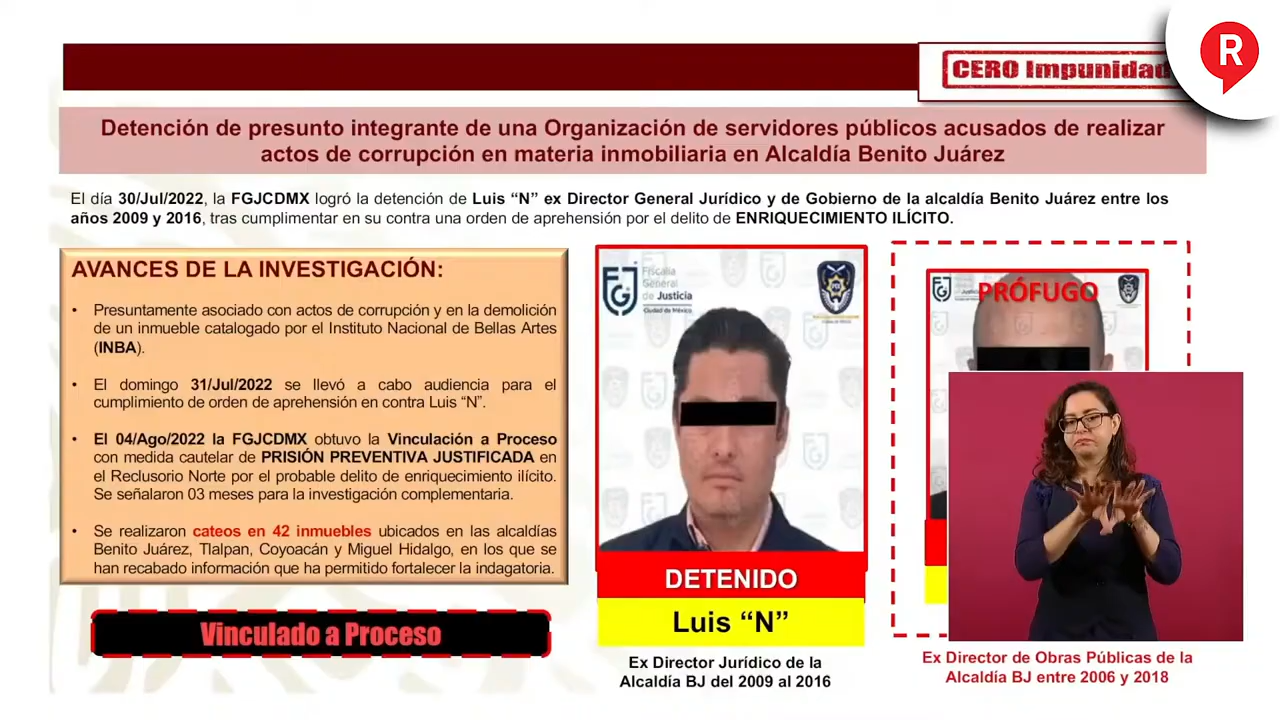 CERO Impunidad
R
Detención de presunto integrante de una Organización de servidores públicos acusados de realizar
actos de corrupción en materia inmobiliaria en Alcaldía Benito Juárez
El día 30/Jul/2022, la FGJCDMX logró la detención de Luis “N” ex Director General Jurídico y de Gobierno de la alcaldía Benito Juárez entre los
años 2009 y 2016, tras cumplimentar en su contra una orden de aprehensión por el delito de ENRIQUECIMIENTO ILÍCITO.
AVANCES DE LA INVESTIGACIÓN:
• Presuntamente asociado con actos de corrupción y en la demolición
de un inmueble catalogado por el Instituto Nacional de Bellas Artes
(INBA).
• El domingo 31/Jul/2022 se llevó a cabo audiencia para el
cumplimiento de orden de aprehensión en contra Luis “N”.
• El 04/Ago/2022 la FGJCDMX obtuvo la Vinculación a Proceso
con medida cautelar de PRISIÓN PREVENTIVA JUSTIFICADA en
el Reclusorio Norte por el probable delito de enriquecimiento ilícito.
Se señalaron 03 meses para la investigación complementaria.
• Se realizaron cateos en 42 inmuebles ubicados en las alcaldías
Benito Juárez, Tlalpan, Coyoacán y Miguel Hidalgo, en los que se
han recabado información que ha permitido fortalecer la indagatoria.
Vinculado a Proceso
FGJ
Fiscalía
General
de Justicia
Ciudad de México
DETENIDO
Luis “N”
Ex Director Jurídico de la
Alcaldía BJ del 2009 al 2016
PRÓFUGO
Ex Director de Obras Públicas de la
Alcaldía BJ entre 2006 y 2018